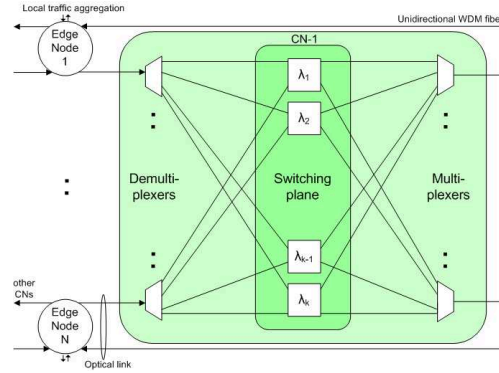 Local traffic aggregation
Unidirectional WDM fiber
Edge
Node
1
CN-1
λ1
λ2
Demulti-
plexers
Switching
plane
Multi-
plexers
λk-1
λk
other
CNs
Edge
Node
N
Optical link